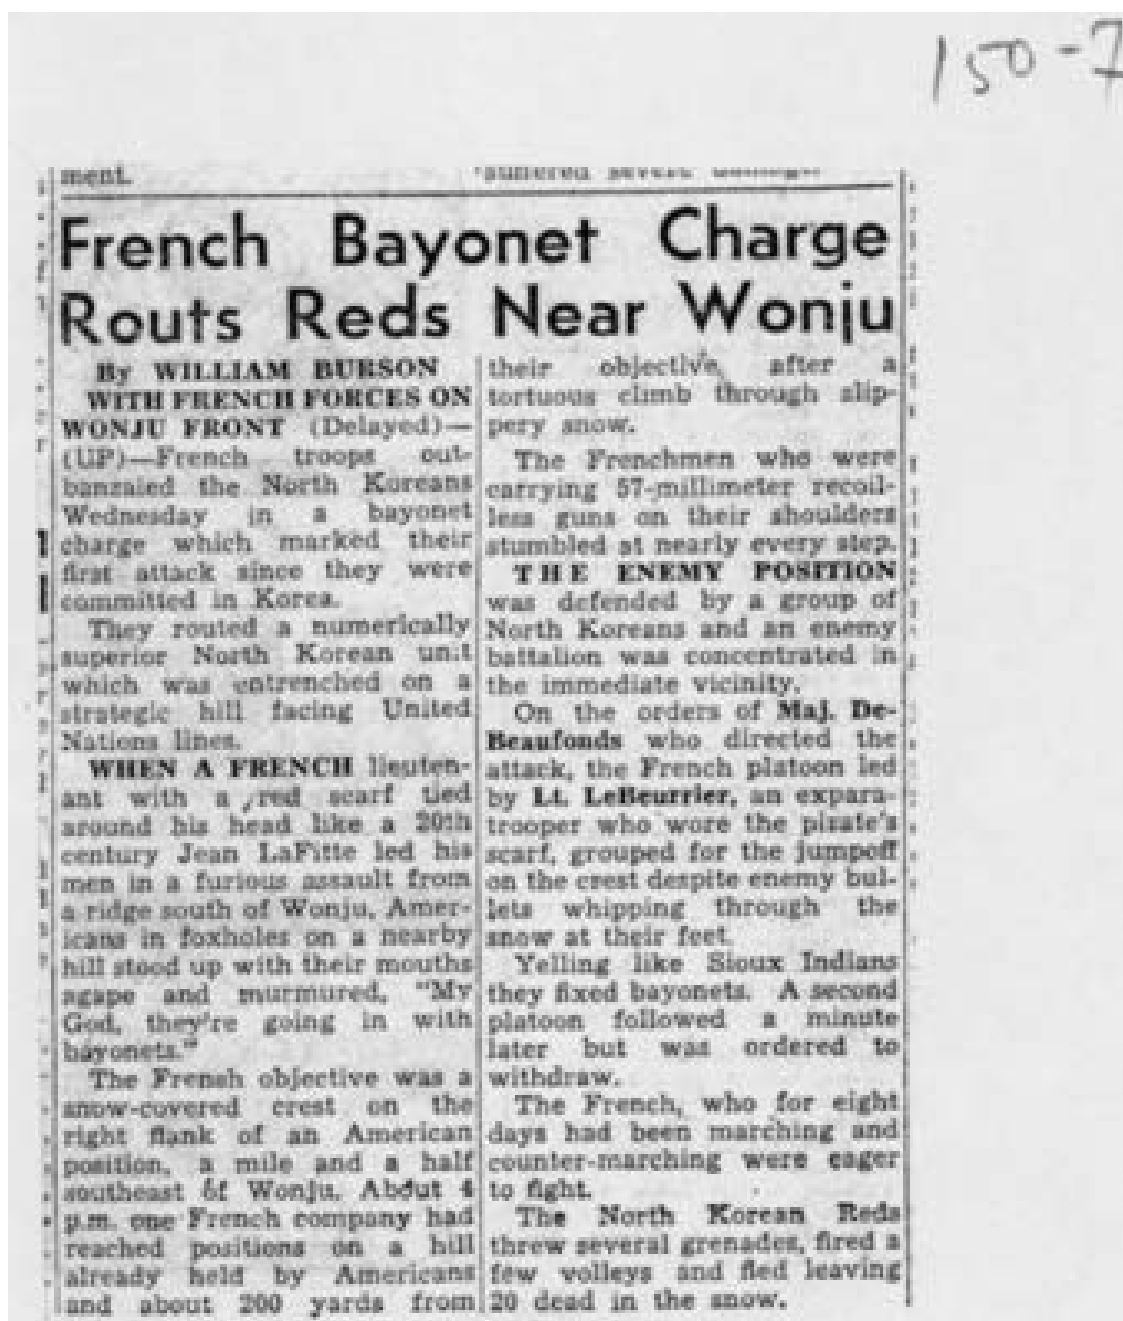 150-7
ment.
French Bayonet Charge
Routs Reds Near Wonju
By WILLIAM BURSON
WITH FRENCH FORCES ON
WONJU FRONT (Delayed)—
(UP)—French troops out-
banzaied the North Koreans
Wednesday in a bayonet
charge which marked their
first attack since they were
committed in Korea.
They routed a numerically
superior North Korean unit
which was entrenched on a
strategic hill facing United
Nations lines.
WHEN A FRENCH lieuten-
ant with a red scarf tied
around his head like a 20th
century Jean LaFitte led his
men in a furious assault from
a ridge south of Wonju, Amer-
icans in foxholes on a nearby
hill stood up with their mouths
agape and murmured, "My
God, they're going in with
bayonets."
The French objective was a
snow-covered crest on the
right flank of an American
position, a mile and a half
southeast of Wonju. About 4
p.m. one French company had
reached positions on a hill
already held by Americans
and about 200 yards from
their objective, after a
tortuous climb through slip-
pery snow.
The Frenchmen who were
carrying 57-millimeter recoil-
less guns on their shoulders
stumbled at nearly every step.
THE ENEMY POSITION
was defended by a group of
North Koreans and an enemy
battalion was concentrated in
the immediate vicinity.
On the orders of Maj. De-
Beaufonds who directed the
attack, the French platoon led
by Lt. LeBeurrier, an expara-
trooper who wore the pirate's
scarf, grouped for the jumpoff
on the crest despite enemy bul-
lets whipping through the
snow at their feet.
Yelling like Sioux Indians
they fixed bayonets. A second
platoon followed a minute
later but was ordered to
withdraw.
The French, who for eight
days had been marching and
counter-marching were eager
to fight.
The North Korean Reds
threw several grenades, fired a
few volleys and fled leaving
20 dead in the snow.